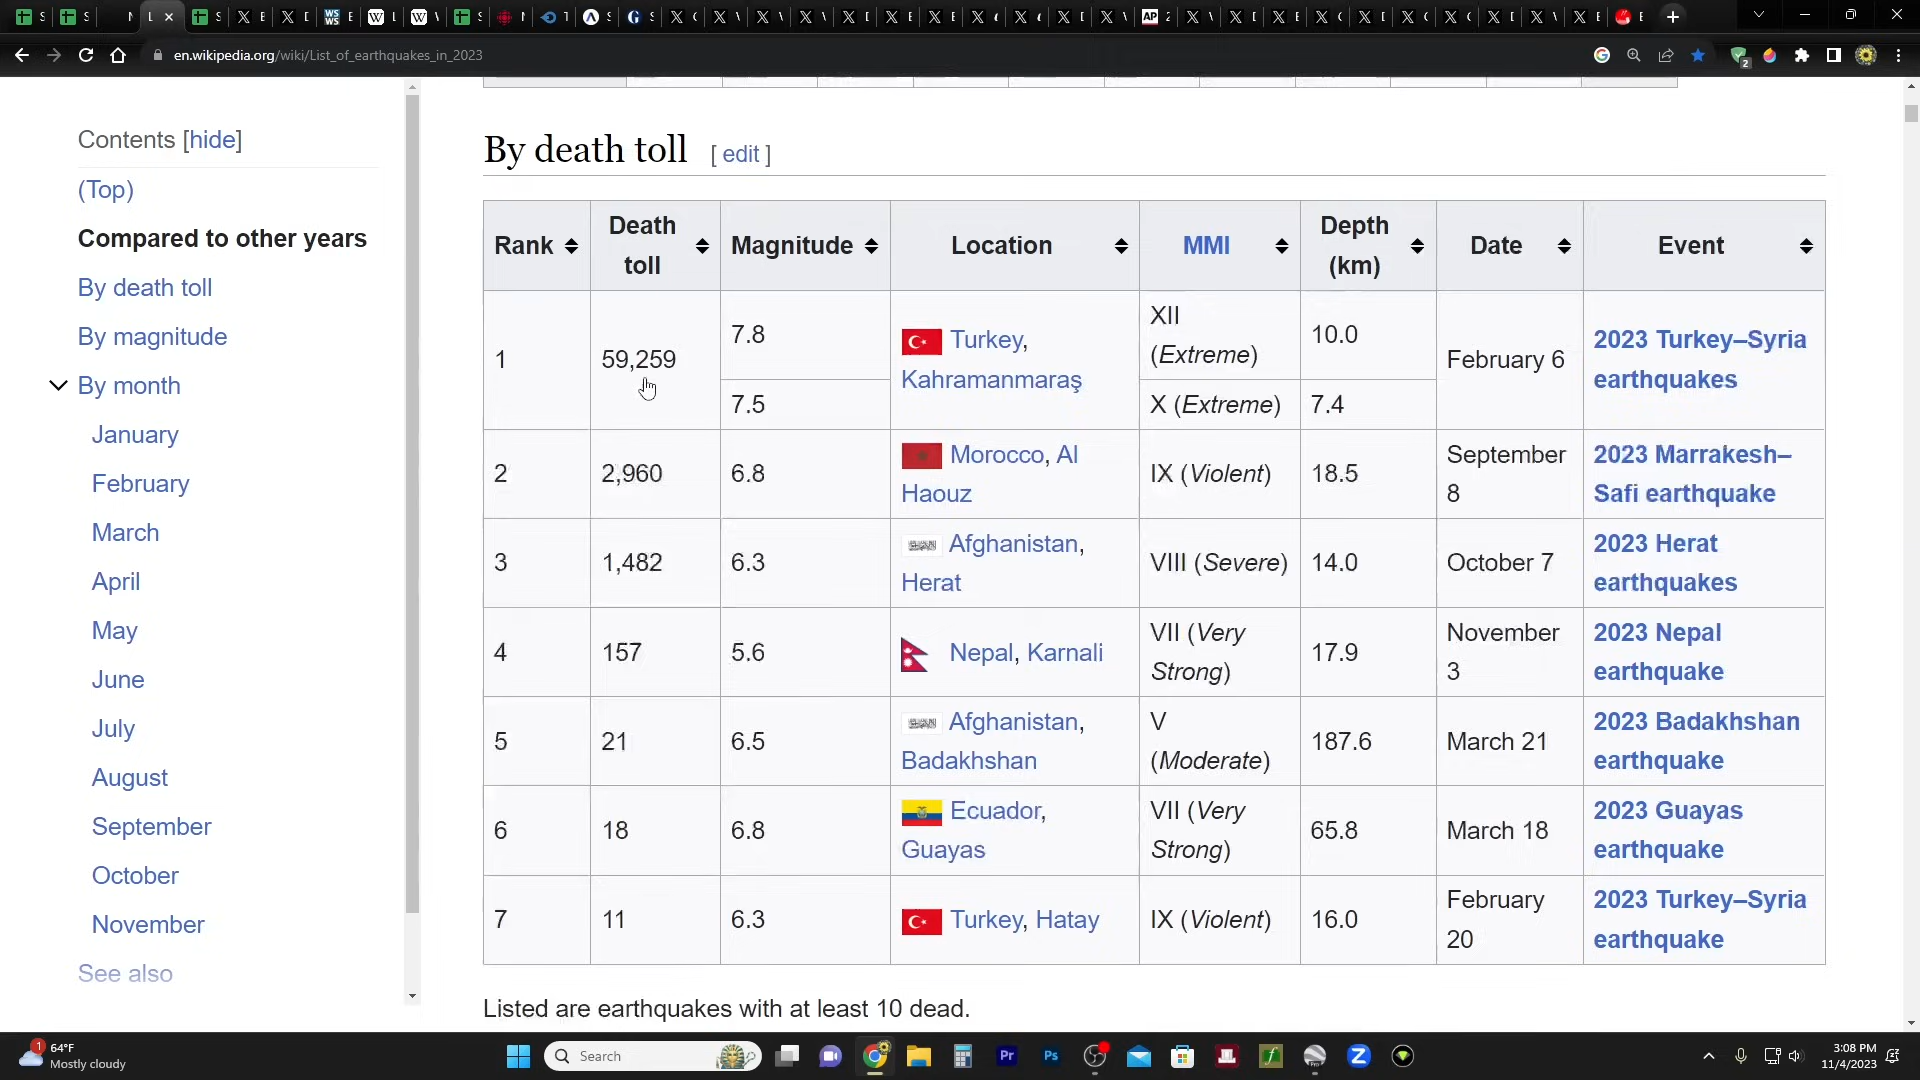 en.wikipedia.org/wiki/List_of_earthquakes_in_2023
2
Contents [hide]
(Top)
Compared to other years
By death toll
By magnitude
By month
January
February
March
April
May
June
July
August
September
October
November
See also
By death toll [ edit ]
Rank
Death
toll
Magnitude
Location
MMI
Depth
(km)
Date
Event
1
59,259
7.8
7.5
Turkey,
Kahramanmaraş
XII
(Extreme)
X (Extreme)
10.0
7.4
February 6
2023 Turkey–Syria
earthquakes
2
2,960
6.8
Morocco, Al
Haouz
IX (Violent)
18.5
September
8
2023 Marrakesh–
Safi earthquake
3
1,482
6.3
Afghanistan,
Herat
VIII (Severe)
14.0
October 7
2023 Herat
earthquakes
4
157
5.6
Nepal, Karnali
VII (Very
Strong)
17.9
November
3
2023 Nepal
earthquake
5
21
6.5
Afghanistan,
Badakhshan
V
(Moderate)
187.6
March 21
2023 Badakhshan
earthquake
6
18
6.8
Ecuador,
Guayas
VII (Very
Strong)
65.8
March 18
2023 Guayas
earthquake
7
11
6.3
Turkey, Hatay
IX (Violent)
16.0
February
20
2023 Turkey–Syria
earthquake
Listed are earthquakes with at least 10 dead.
1
64°F
Mostly cloudy
Search
Pr
Ps
3:08 PM
11/4/2023